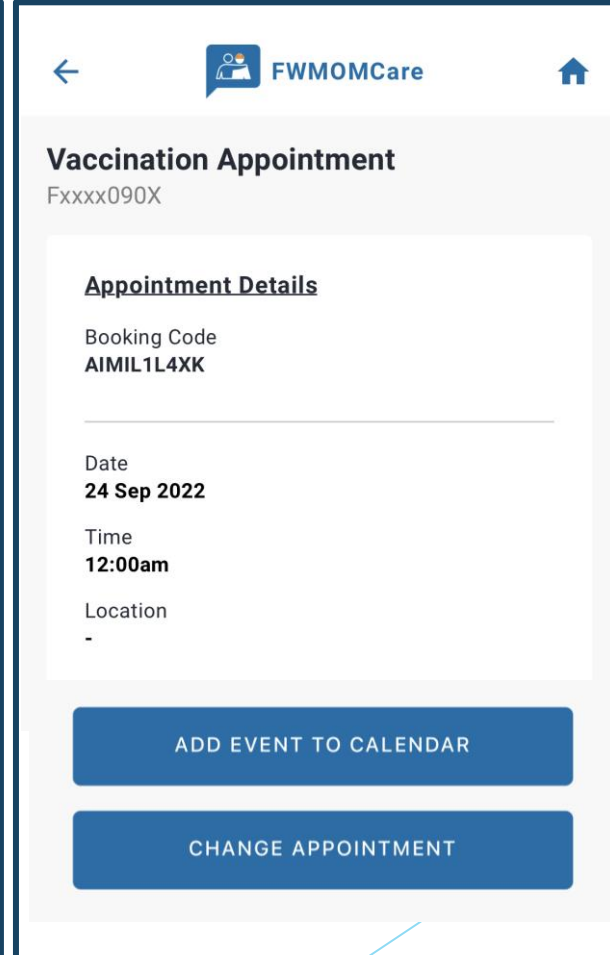 FWMOMCare
Vaccination Appointment
Fxxxx090X
Appointment Details
Booking Code
AIMIL1L4XK
Date
24 Sep 2022
Time
12:00am
Location
-
ADD EVENT TO CALENDAR
CHANGE APPOINTMENT